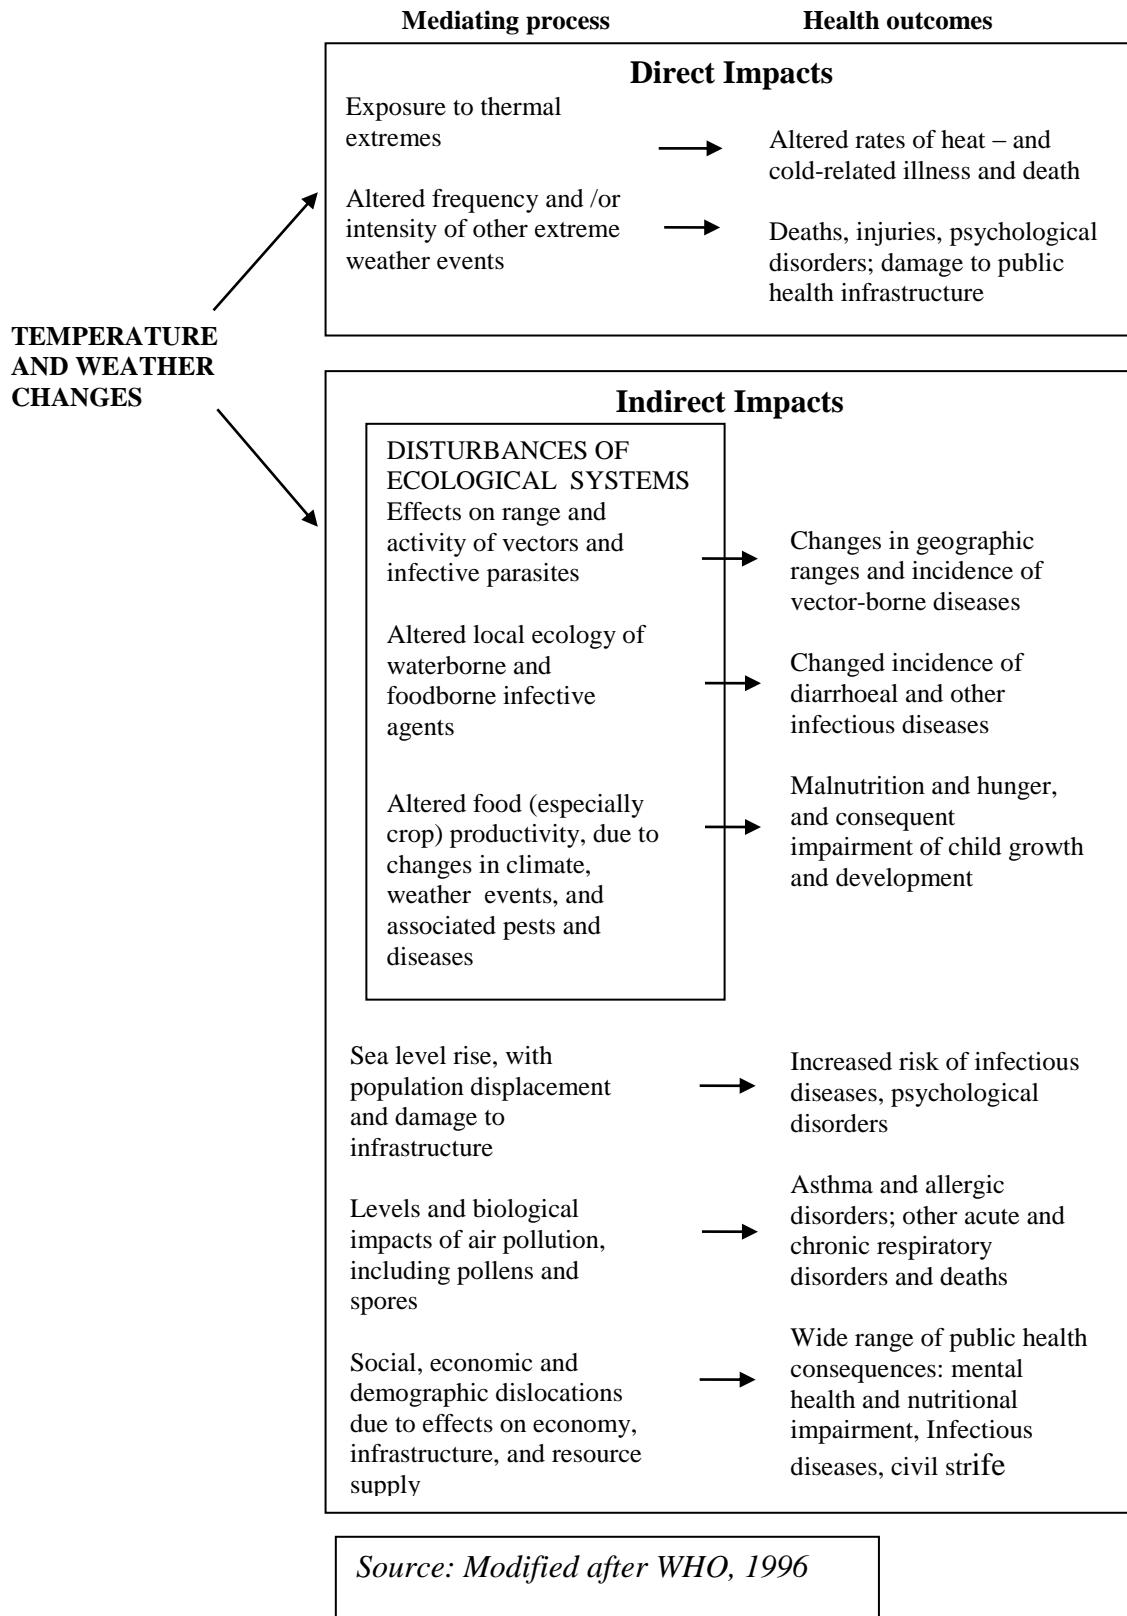 Mediating process
Health outcomes
Direct Impacts
Exposure to thermal
extremes
Altered rates of heat – and
cold-related illness and death
Altered frequency and /or
intensity of other extreme
weather events
Deaths, injuries, psychological
disorders; damage to public
health infrastructure
TEMPERATURE
AND WEATHER
CHANGES
Indirect Impacts
DISTURBANCES OF
ECOLOGICAL SYSTEMS
Effects on range and
activity of vectors and
infective parasites
Changes in geographic
ranges and incidence of
vector-borne diseases
Altered local ecology of
waterborne and
foodborne infective
agents
Changed incidence of
diarrhoeal and other
infectious diseases
Altered food (especially
crop) productivity, due to
changes in climate,
weather events, and
associated pests and
diseases
Malnutrition and hunger,
and consequent
impairment of child growth
and development
Sea level rise, with
population displacement
and damage to
infrastructure
Increased risk of infectious
diseases, psychological
disorders
Levels and biological
impacts of air pollution,
including pollens and
spores
Asthma and allergic
disorders; other acute and
chronic respiratory
disorders and deaths
Social, economic and
demographic dislocations
due to effects on economy,
infrastructure, and resource
supply
Wide range of public health
consequences: mental
health and nutritional
impairment, Infectious
diseases, civil strife
Source: Modified after WHO, 1996